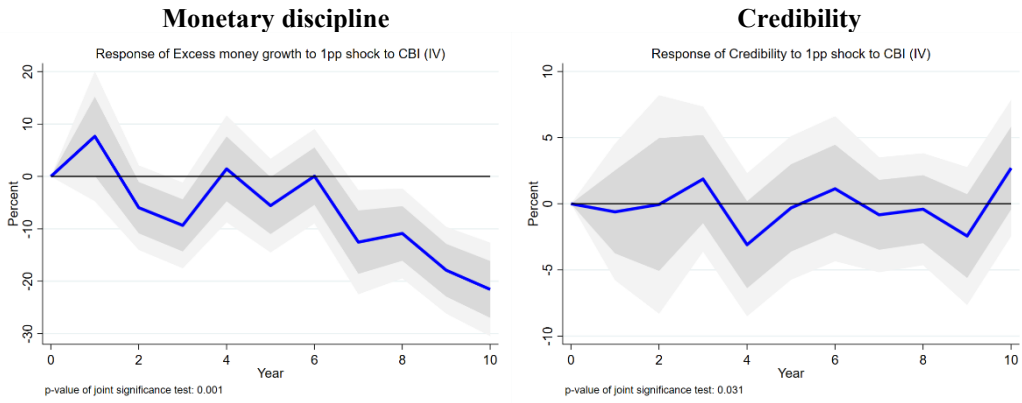 Monetary discipline
Response of Excess money growth to 1pp shock to CBI (IV)
Percent
20
10
0
-10
-20
-30
0 2 4 6 8 10
Year
p-value of joint significance test: 0.001
Credibility
Response of Credibility to 1pp shock to CBI (IV)
Percent
10
5
0
-5
-10
0 2 4 6 8 10
Year
p-value of joint significance test: 0.031